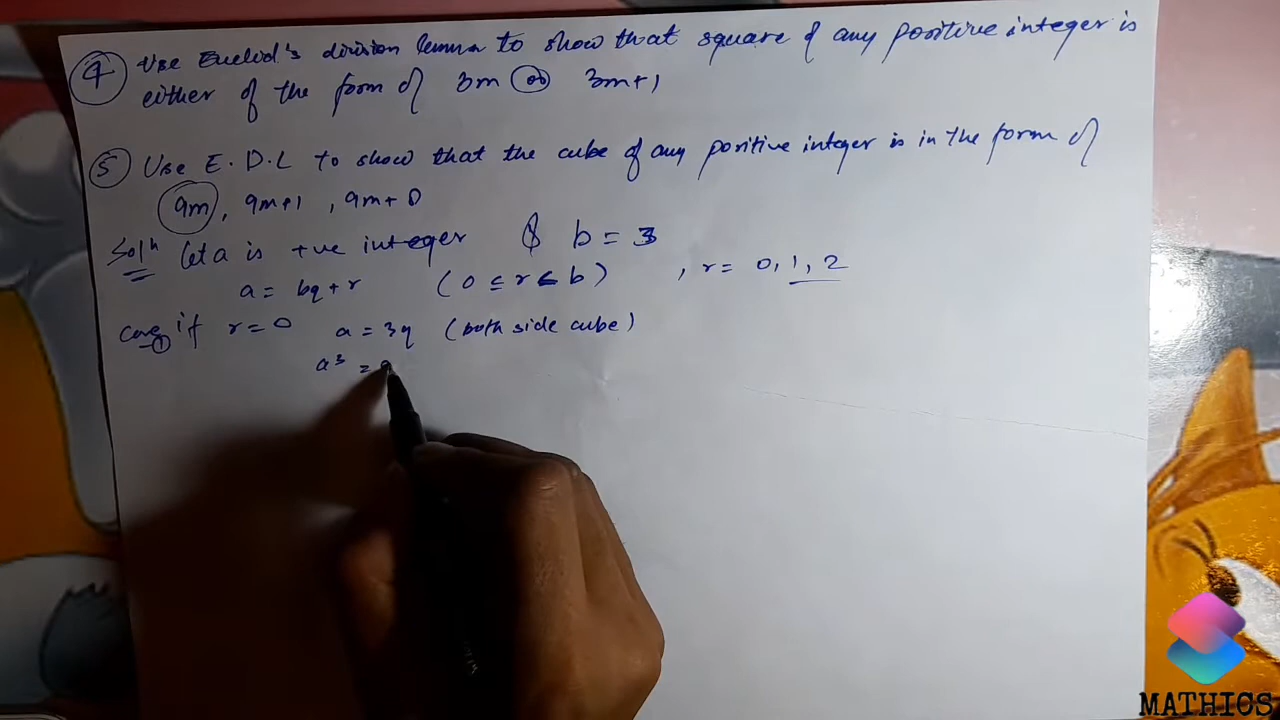 ④ Use Euclid's division lemma to show that square of any positive integer is
either of the form of 3m or 3m+1
⑤ Use E.D.L to show that the cube of any positive integer is in the form of
9m, 9m+1, 9m+8
Solⁿ let a is +ve integer & b = 3
a = bq+r (0 ≤ r < b), r = 0, 1, 2
case ① if r = 0 a = 3q (both side cube)
a³ =
MATHIOS